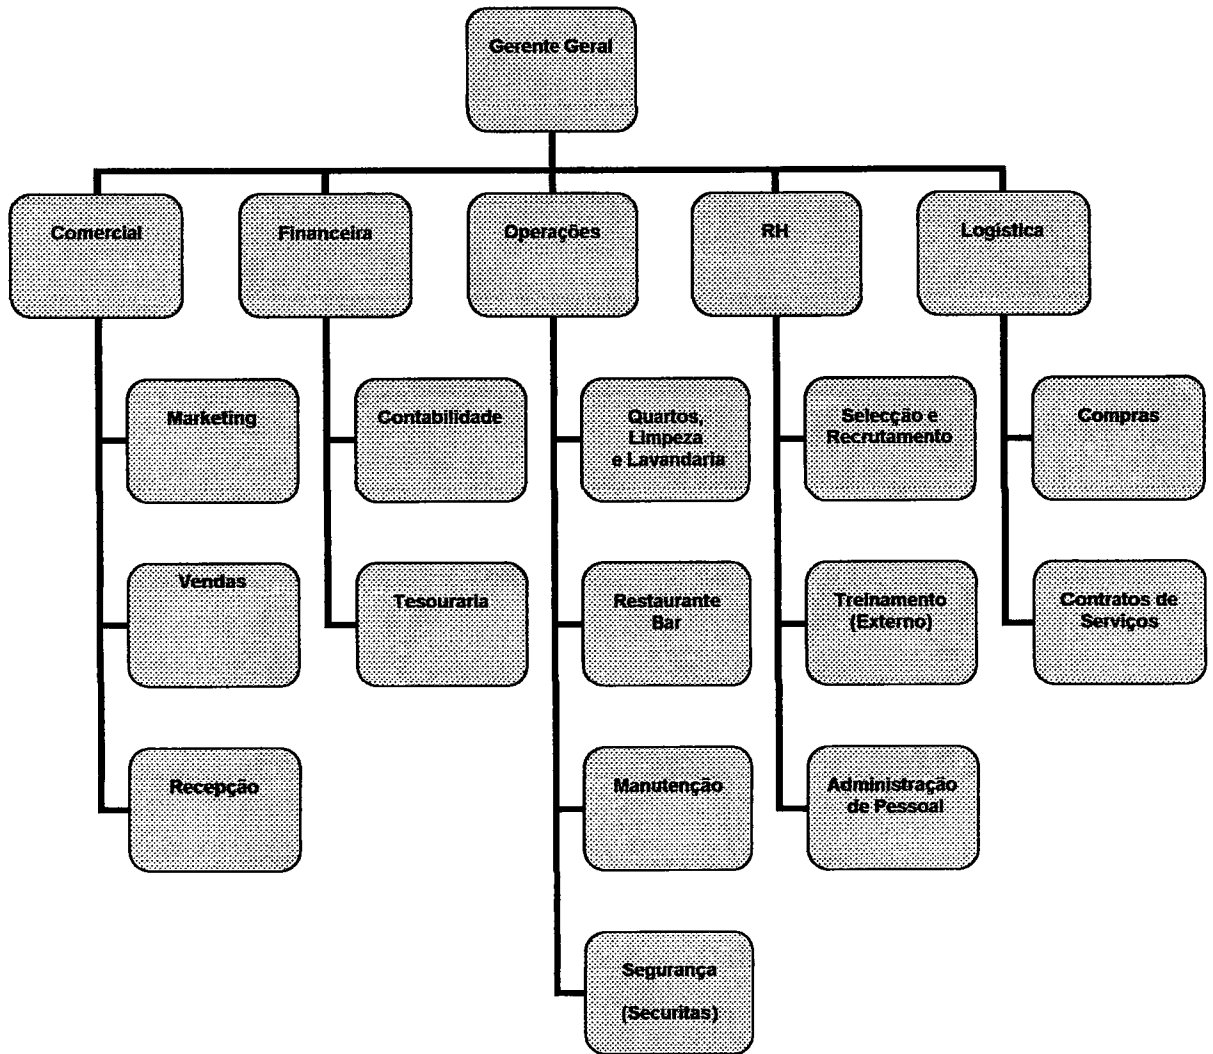 Gerente Geral
Comercial
Financeira
Operações
RH
Logística
Marketing
Contabilidade
Quartos,
Limpeza
e Lavandaria
Selecção e
Recrutamento
Compras
Vendas
Tesouraria
Restaurante
Bar
Treinamento
(Externo)
Contratos de
Serviços
Recepção
Manutenção
Administração
de Pessoal
Segurança
(Securitas)